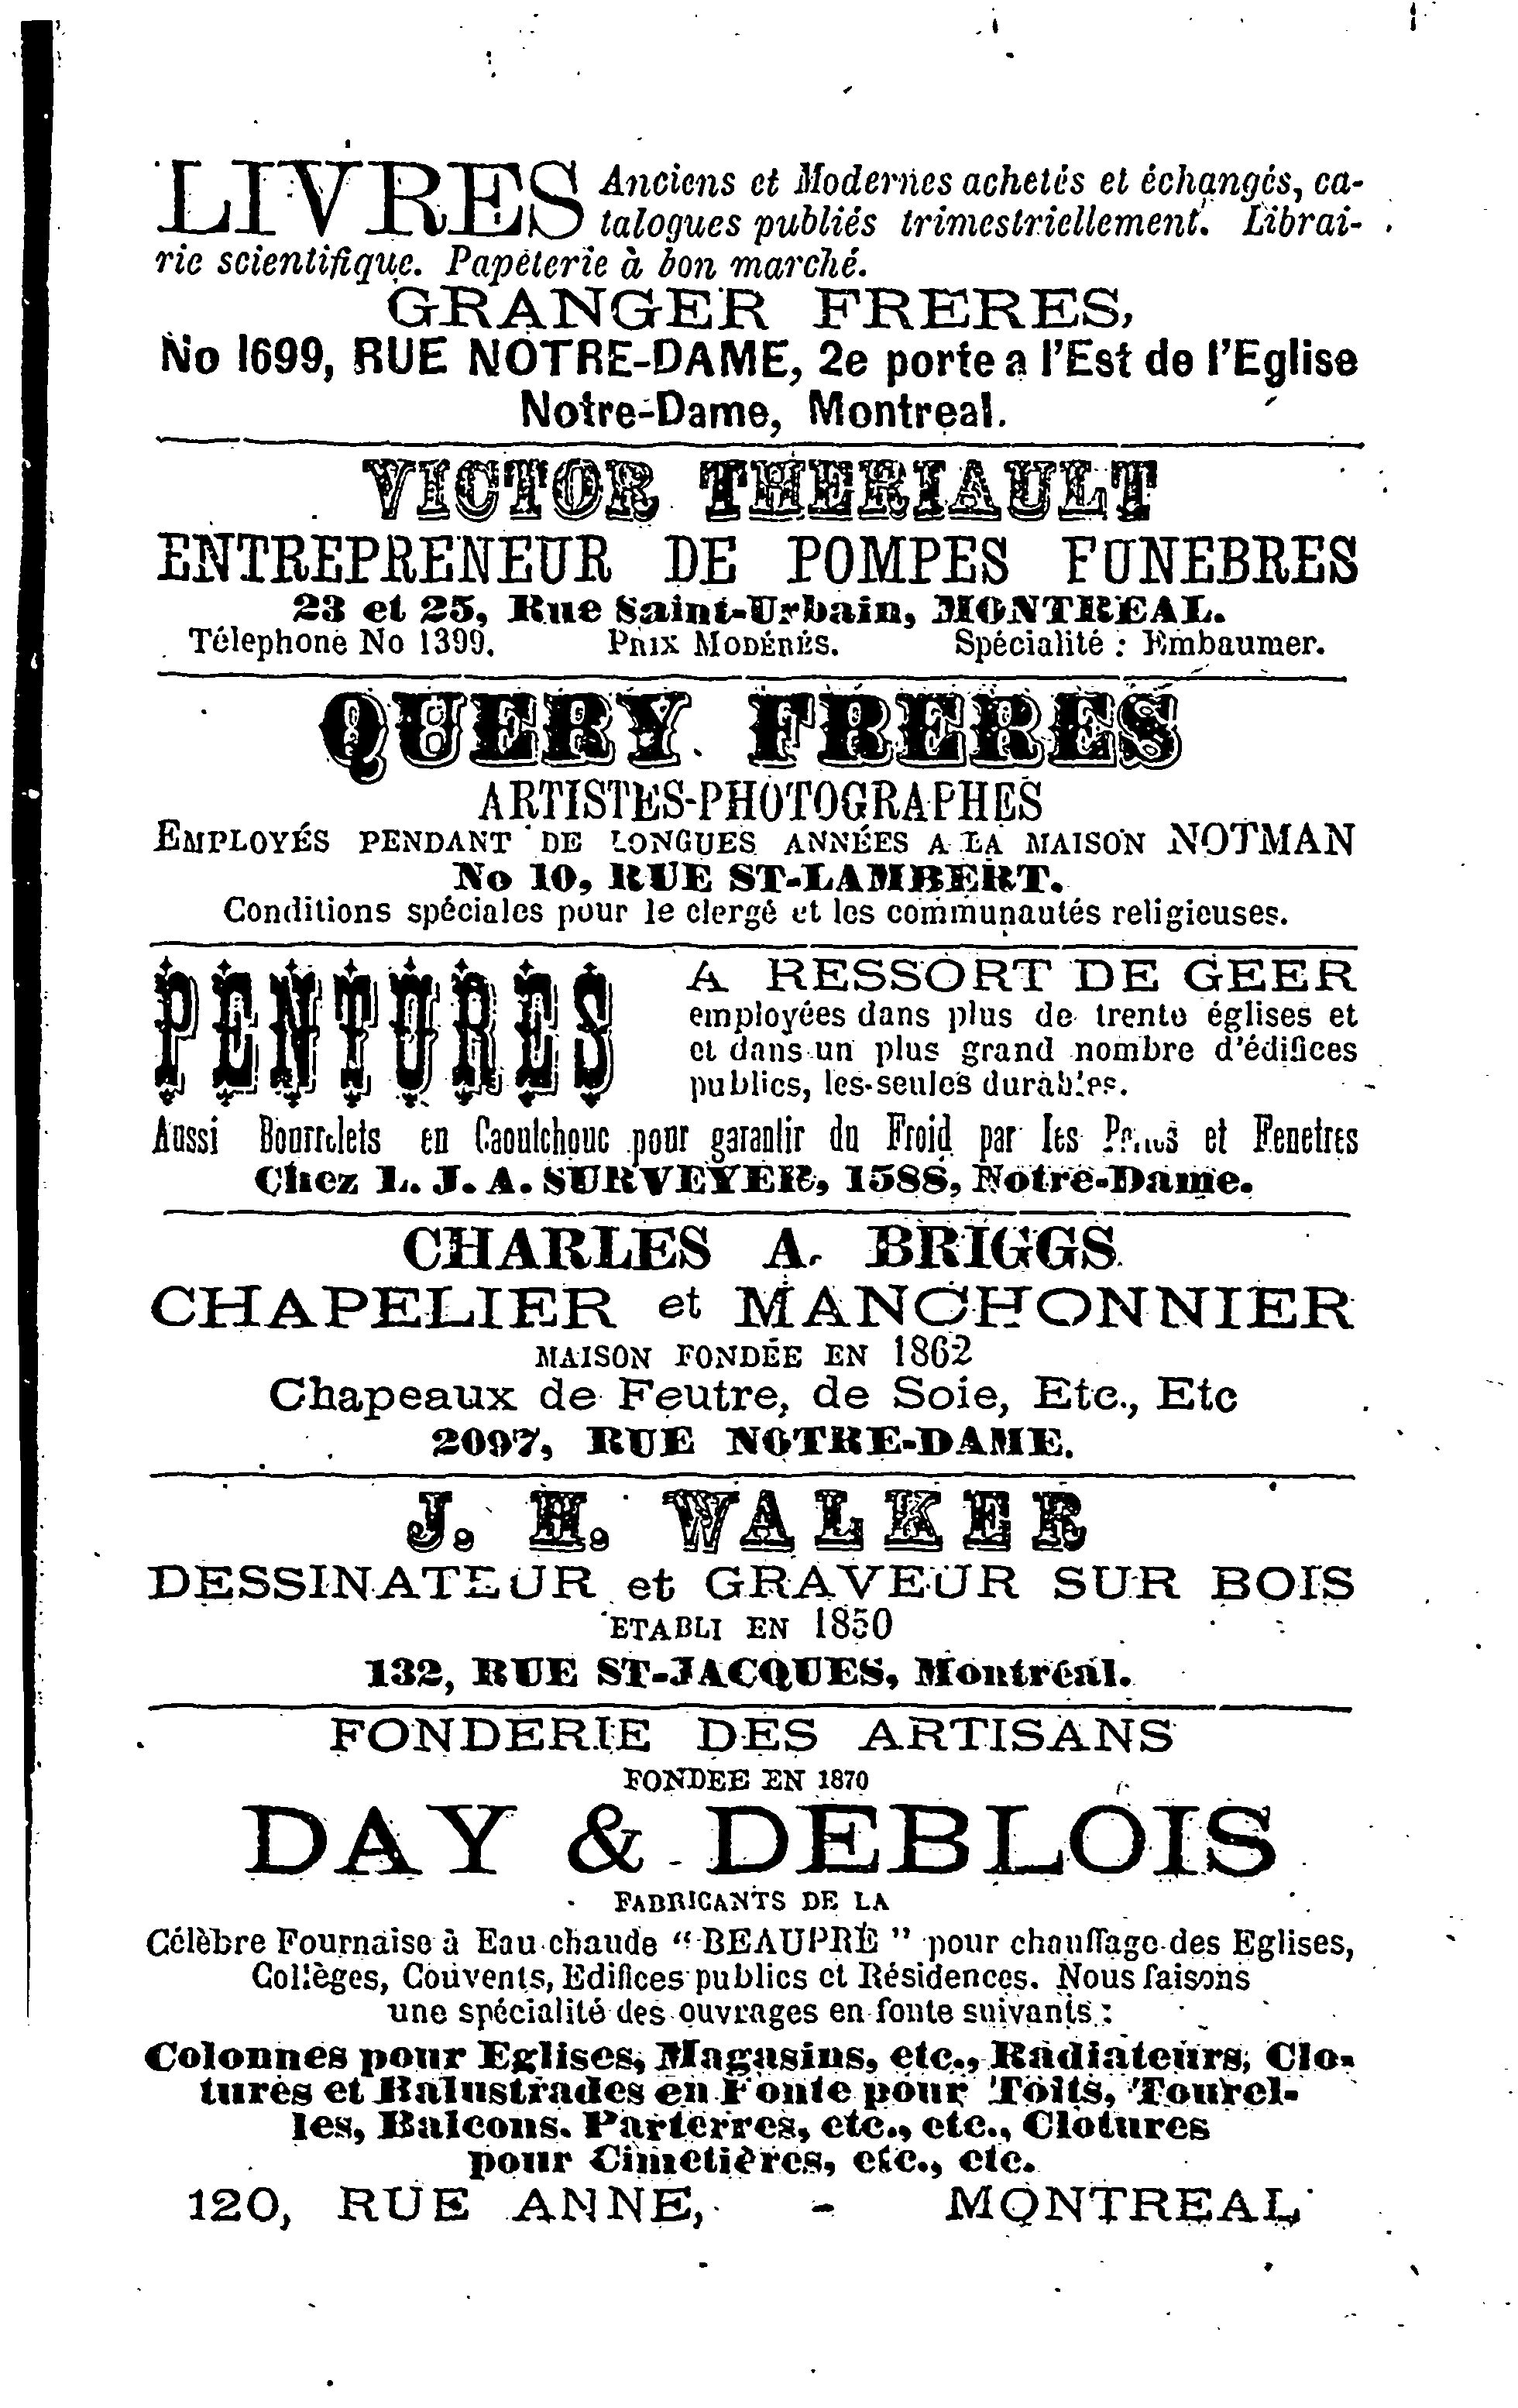 LIVRES Anciens et Modernes achetés et échangés, ca-
talogues publiés trimestriellement. Librai-
rie scientifique. Papèterie à bon marché.
GRANGER FRERES,
No 1699, RUE NOTRE-DAME, 2e porte a l'Est de l'Eglise
Notre-Dame, Montreal.
VICTOR THERIAULT
ENTREPRENEUR DE POMPES FUNEBRES
23 et 25, Rue Saint-Urbain, MONTREAL.
Télephone No 1399. PRIX MODÉRÉS. Spécialité : Embaumer.
QUERY FRERES
ARTISTES-PHOTOGRAPHES
EMPLOYÉS PENDANT DE LONGUES ANNÉES A LA MAISON NOTMAN
No 10, RUE ST-LAMBERT.
Conditions spéciales pour le clergé et les communautés religieuses.
PENTURES A RESSORT DE GEER
employées dans plus de trente églises et
et dans un plus grand nombre d'édifices
publics, les seules durables.
Aussi Bourrelets en Caoutchouc pour garantir du Froid par les et Fenetres
Chez L. J. A. SURVEYER, 1588, Notre-Dame.
CHARLES A. BRIGGS
CHAPELIER et MANCHONNIER
MAISON FONDÉE EN 1862
Chapeaux de Feutre, de Soie, Etc., Etc
2097, RUE NOTRE-DAME.
J. H. WALKER
DESSINATEUR et GRAVEUR SUR BOIS
ETABLI EN 1850
132, RUE ST-JACQUES, Montréal.
FONDERIE DES ARTISANS
FONDEE EN 1870
DAY & DEBLOIS
FABRICANTS DE LA
Célèbre Fournaise à Eau chaude "BEAUPRÉ" pour chauffage des Eglises,
Collèges, Couvents, Edifices publics et Résidences. Nous faisons
une spécialité des ouvrages en fonte suivants :
Colonnes pour Eglises, Magasins, etc., Radiateurs, Clo-
tures et Balustrades en Fonte pour Toits, Tourel-
les, Balcons. Parterres, etc., etc., Clotures
pour Cimetières, etc., etc.
120, RUE ANNE, - MONTREAL